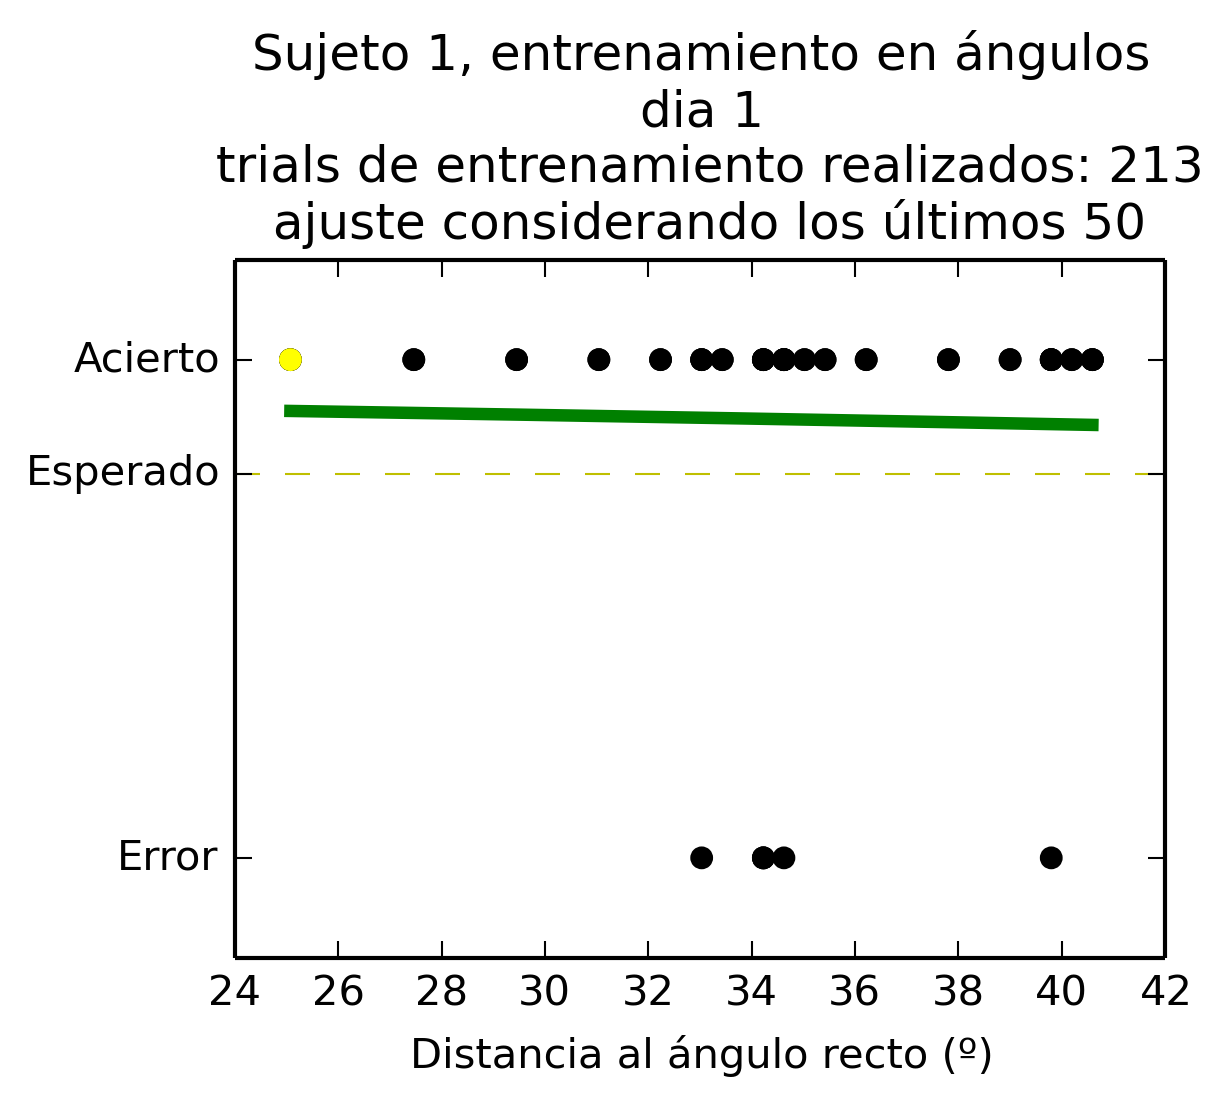 Sujeto 1, entrenamiento en ángulos
dia 1
trials de entrenamiento realizados: 213
ajuste considerando los últimos 50
Acierto
Esperado
Error
24 26 28 30 32 34 36 38 40 42
Distancia al ángulo recto (º)